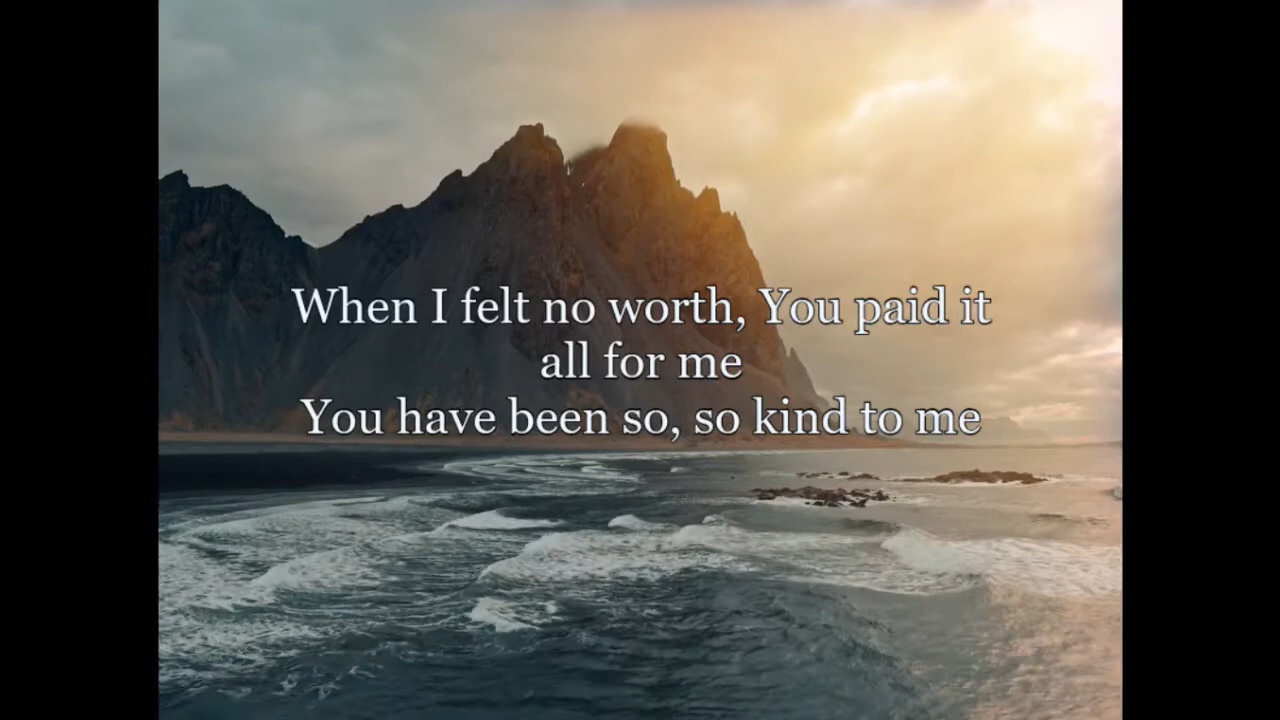 When I felt no worth, You paid it
all for me
You have been so, so kind to me